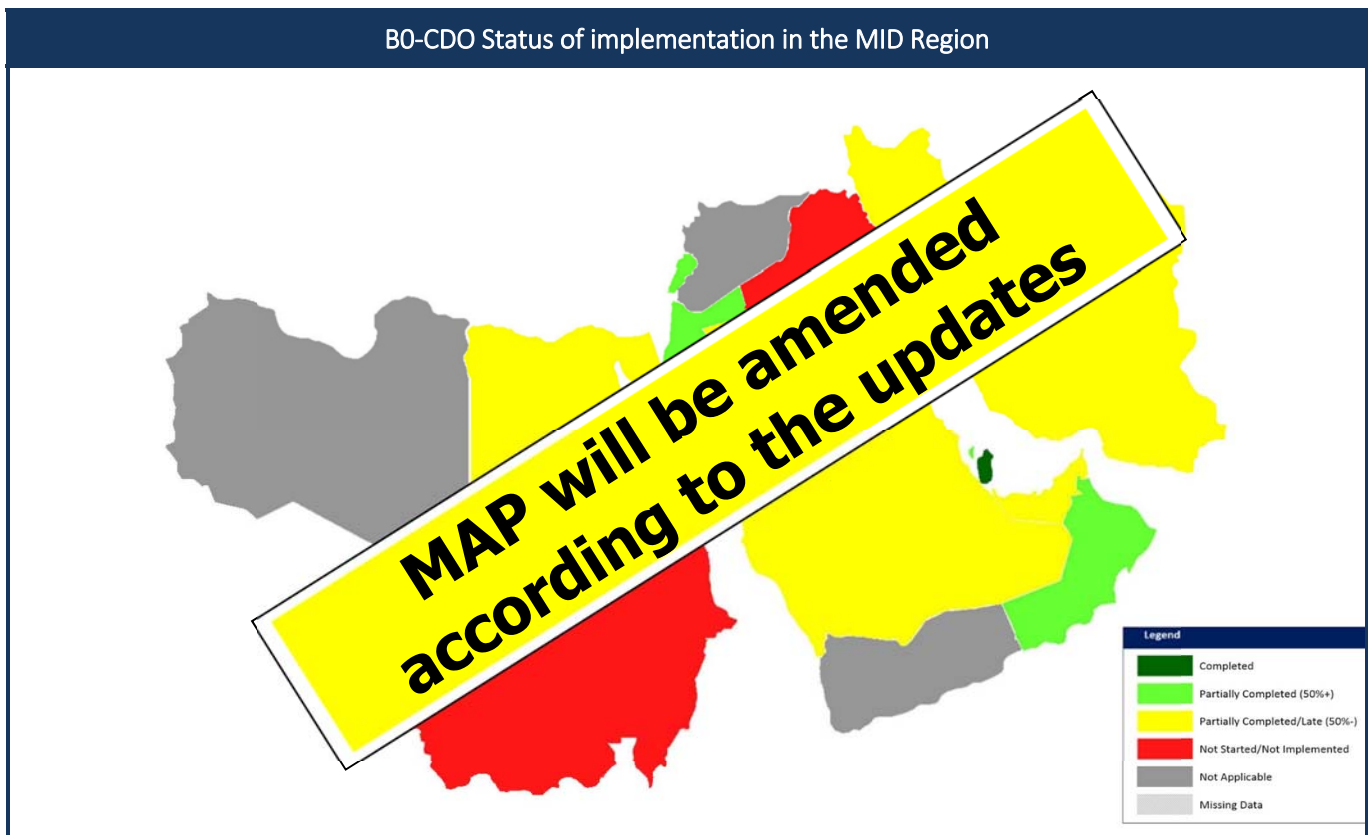 B0-CDO Status of implementation in the MID Region
MAP will be amended
according to the updates
Legend
Completed
Partially Completed (50%+)
Partially Completed/Late (50%-)
Not Started/Not Implemented
Not Applicable
Missing Data